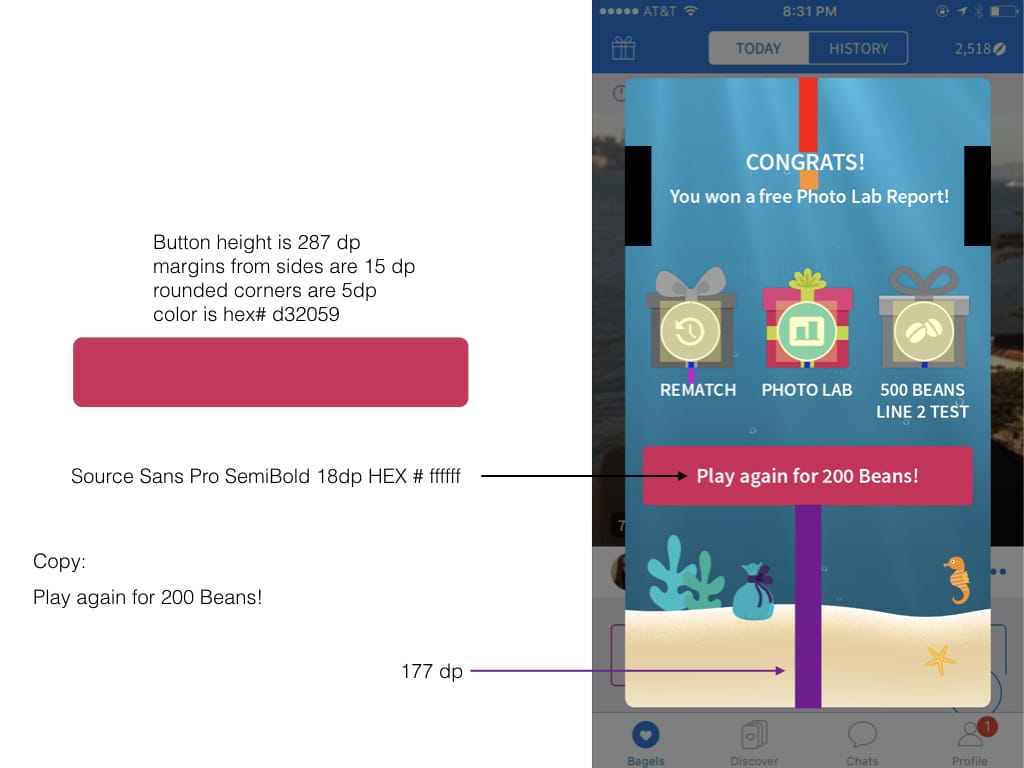 AT&T
8:31 PM
TODAY
HISTORY
2,518
CONGRATS!
You won a free Photo Lab Report!
Button height is 287 dp
margins from sides are 15 dp
rounded corners are 5dp
color is hex# d32059
REMATCH
PHOTO LAB
500 BEANS
LINE 2 TEST
Source Sans Pro SemiBold 18dp HEX # ffffff
Play again for 200 Beans!
7
Copy:
Play again for 200 Beans!
177 dp
1
Bagels
Discover
Chats
Profile